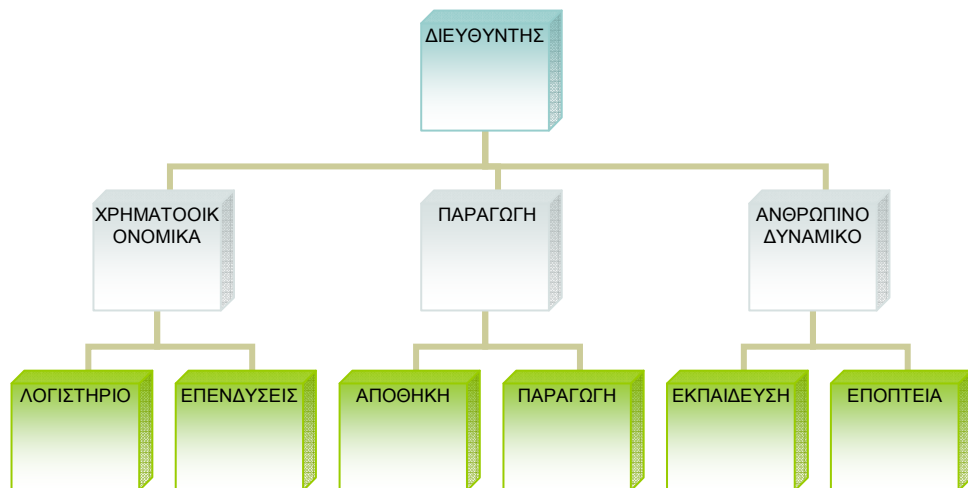 ΔΙΕΥΘΥΝΤΗΣ
ΧΡΗΜΑΤΟΟΙΚ
ΟΝΟΜΙΚΑ
ΠΑΡΑΓΩΓΗ
ΑΝΘΡΩΠΙΝΟ
ΔΥΝΑΜΙΚΟ
ΛΟΓΙΣΤΗΡΙΟ
ΕΠΕΝΔΥΣΕΙΣ
ΑΠΟΘΗΚΗ
ΠΑΡΑΓΩΓΗ
ΕΚΠΑΙΔΕΥΣΗ
ΕΠΟΠΤΕΙΑ